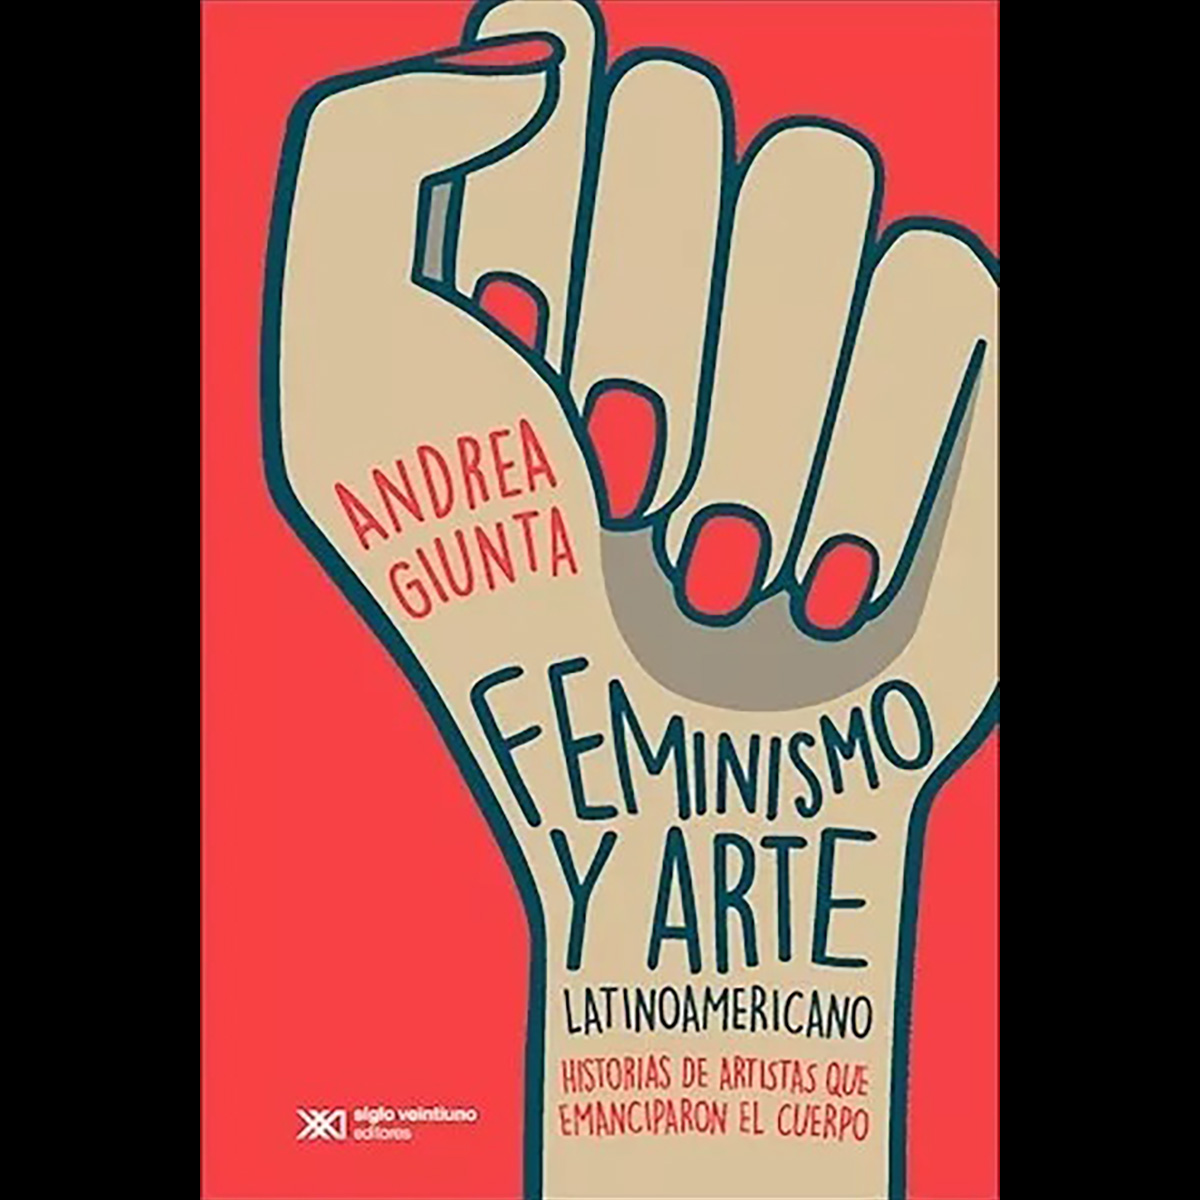 ANDREA
GIUNTA
FEMINISMO
Y ARTE
LATINOAMERICANO
HISTORIAS DE ARTISTAS QUE
EMANCIPARON EL CUERPO
siglo veintiuno
editores